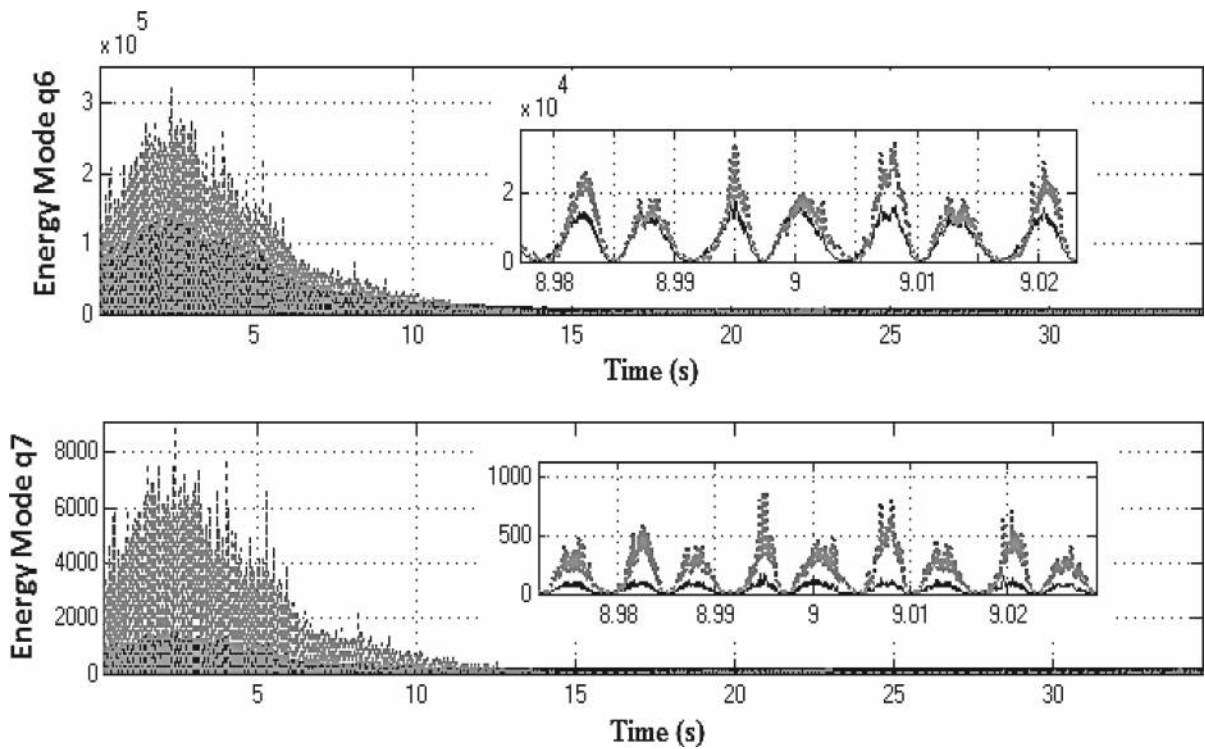 x 10^5
Energy Mode q6
3
2
1
0
5 10 15 20 25 30
Time (s)
x 10^4
2
0
8.98 8.99 9 9.01 9.02
Energy Mode q7
8000
6000
4000
2000
0
5 10 15 20 25 30
Time (s)
1000
500
0
8.98 8.99 9 9.01 9.02